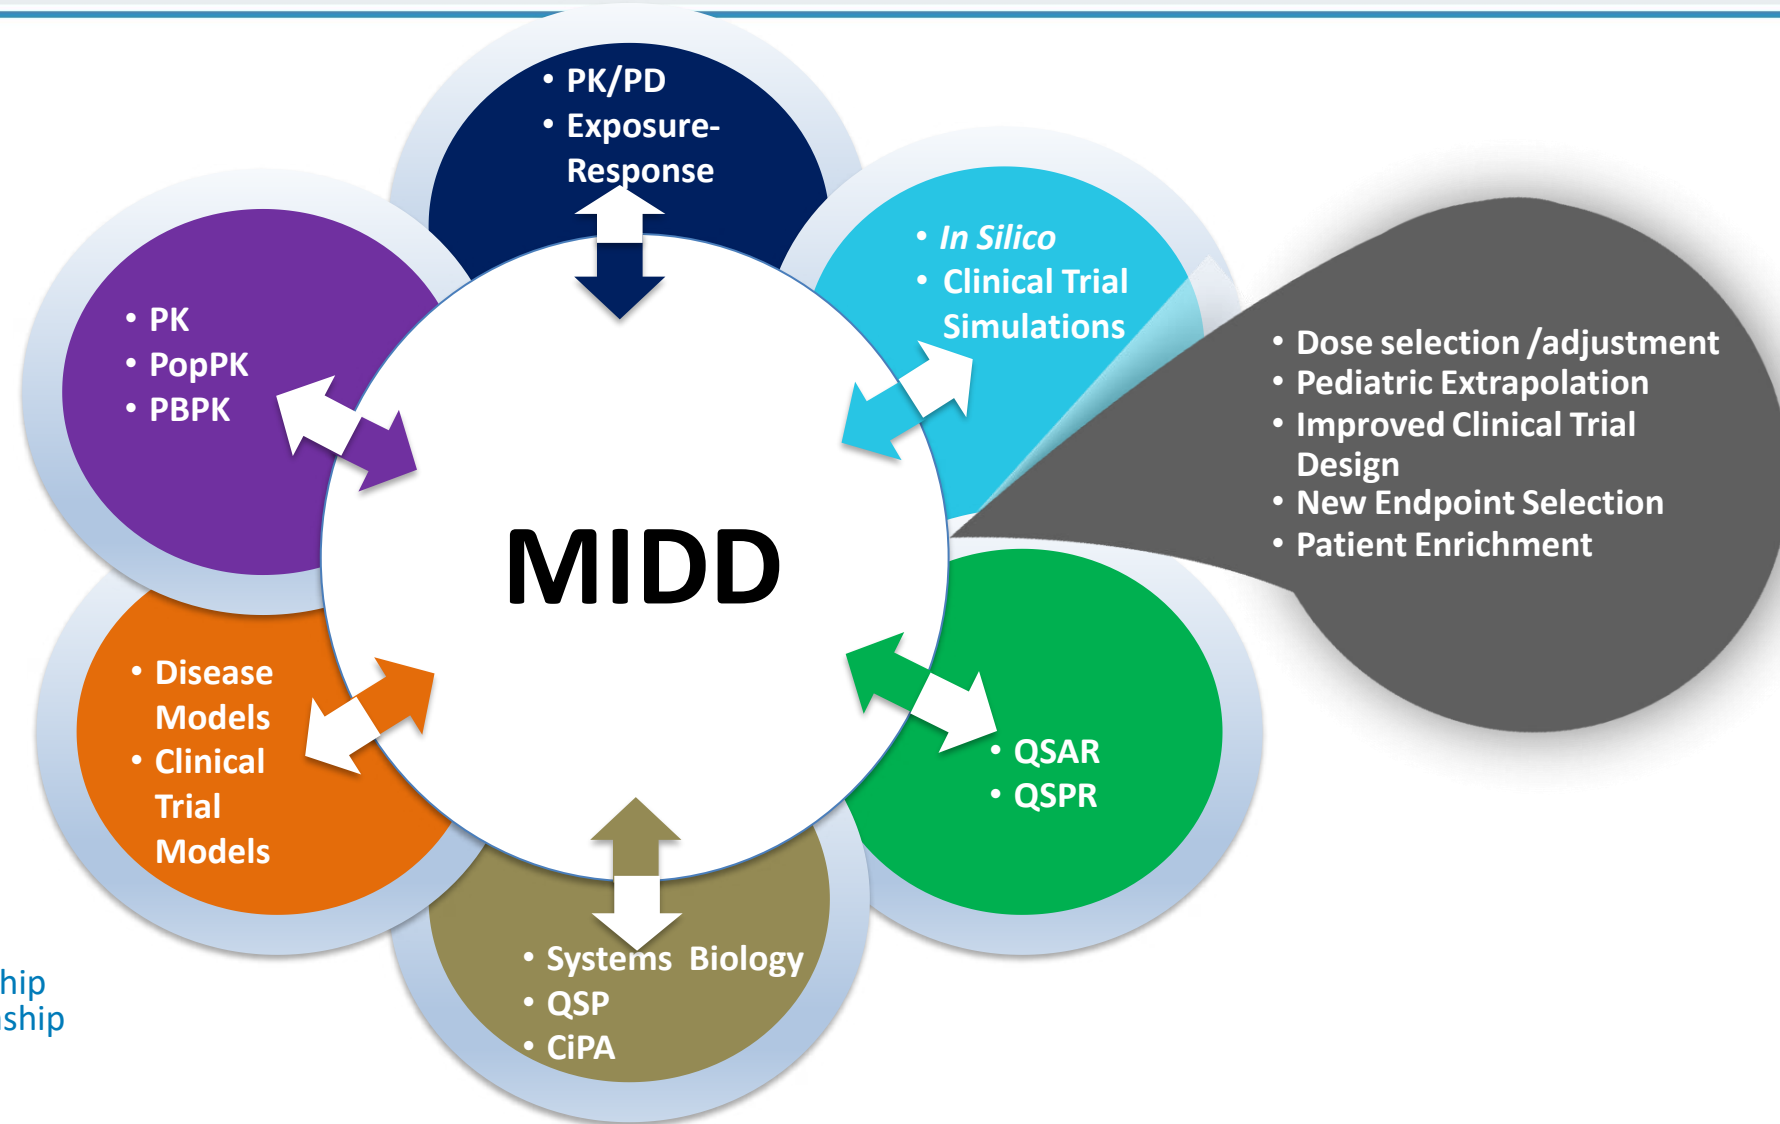 • PK/PD
• Exposure-
Response
• In Silico
• Clinical Trial
Simulations
• PK
• PopPK
• PBPK
• Dose selection /adjustment
• Pediatric Extrapolation
• Improved Clinical Trial
Design
• New Endpoint Selection
• Patient Enrichment
MIDD
• Disease
Models
• Clinical
Trial
Models
• QSAR
• QSPR
• Systems Biology
• QSP
• CiPA